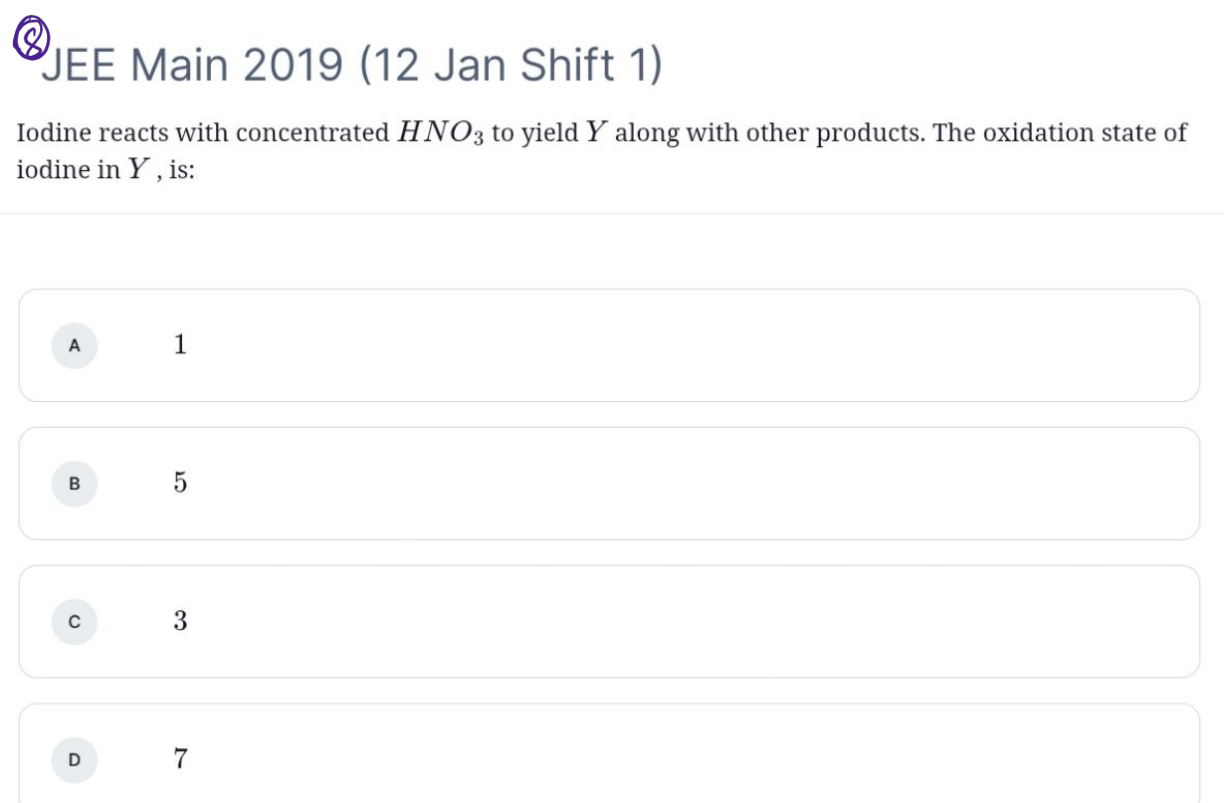 8
JEE Main 2019 (12 Jan Shift 1)
Iodine reacts with concentrated HNO₃ to yield Y along with other products. The oxidation state of
iodine in Y , is:
A 1
B 5
C 3
D 7